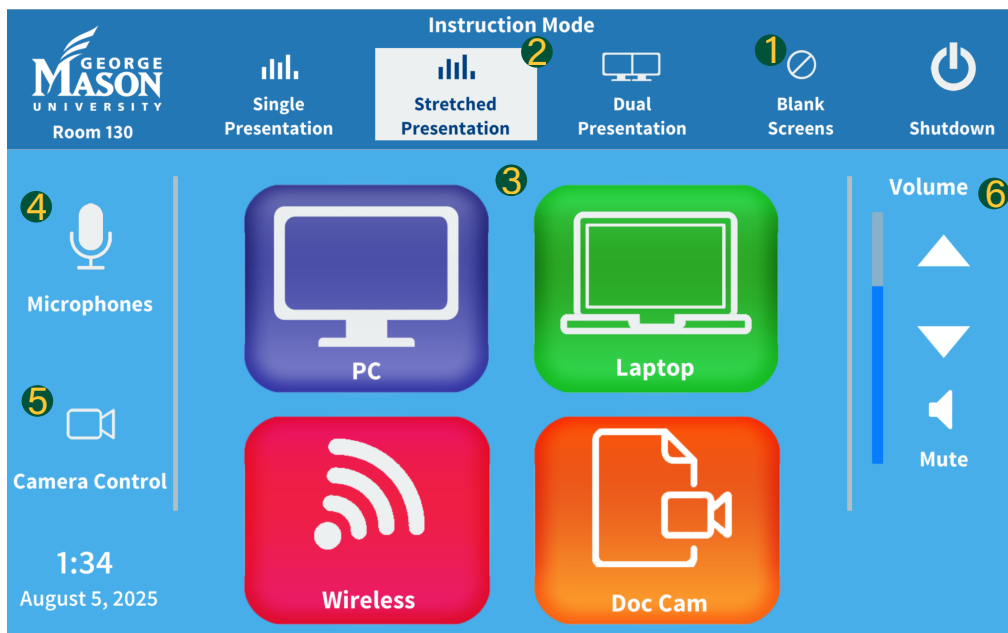 Instruction Mode
GEORGE
MASON
UNIVERSITY
Room 130
Single
Presentation
2
Stretched
Presentation
Dual
Presentation
1
Blank
Screens
Shutdown
4
Microphones
5
Camera Control
1:34
August 5, 2025
3
PC
Laptop
Wireless
Doc Cam
Volume
6
Mute